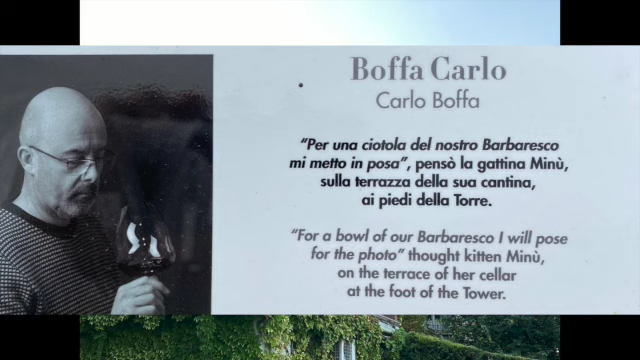 Boffa Carlo
Carlo Boffa
“Per una ciotola del nostro Barbaresco
mi metto in posa”, pensò la gattina Minù,
sulla terrazza della sua cantina,
ai piedi della Torre.
“For a bowl of our Barbaresco I will pose
for the photo” thought kitten Minù,
on the terrace of her cellar
at the foot of the Tower.